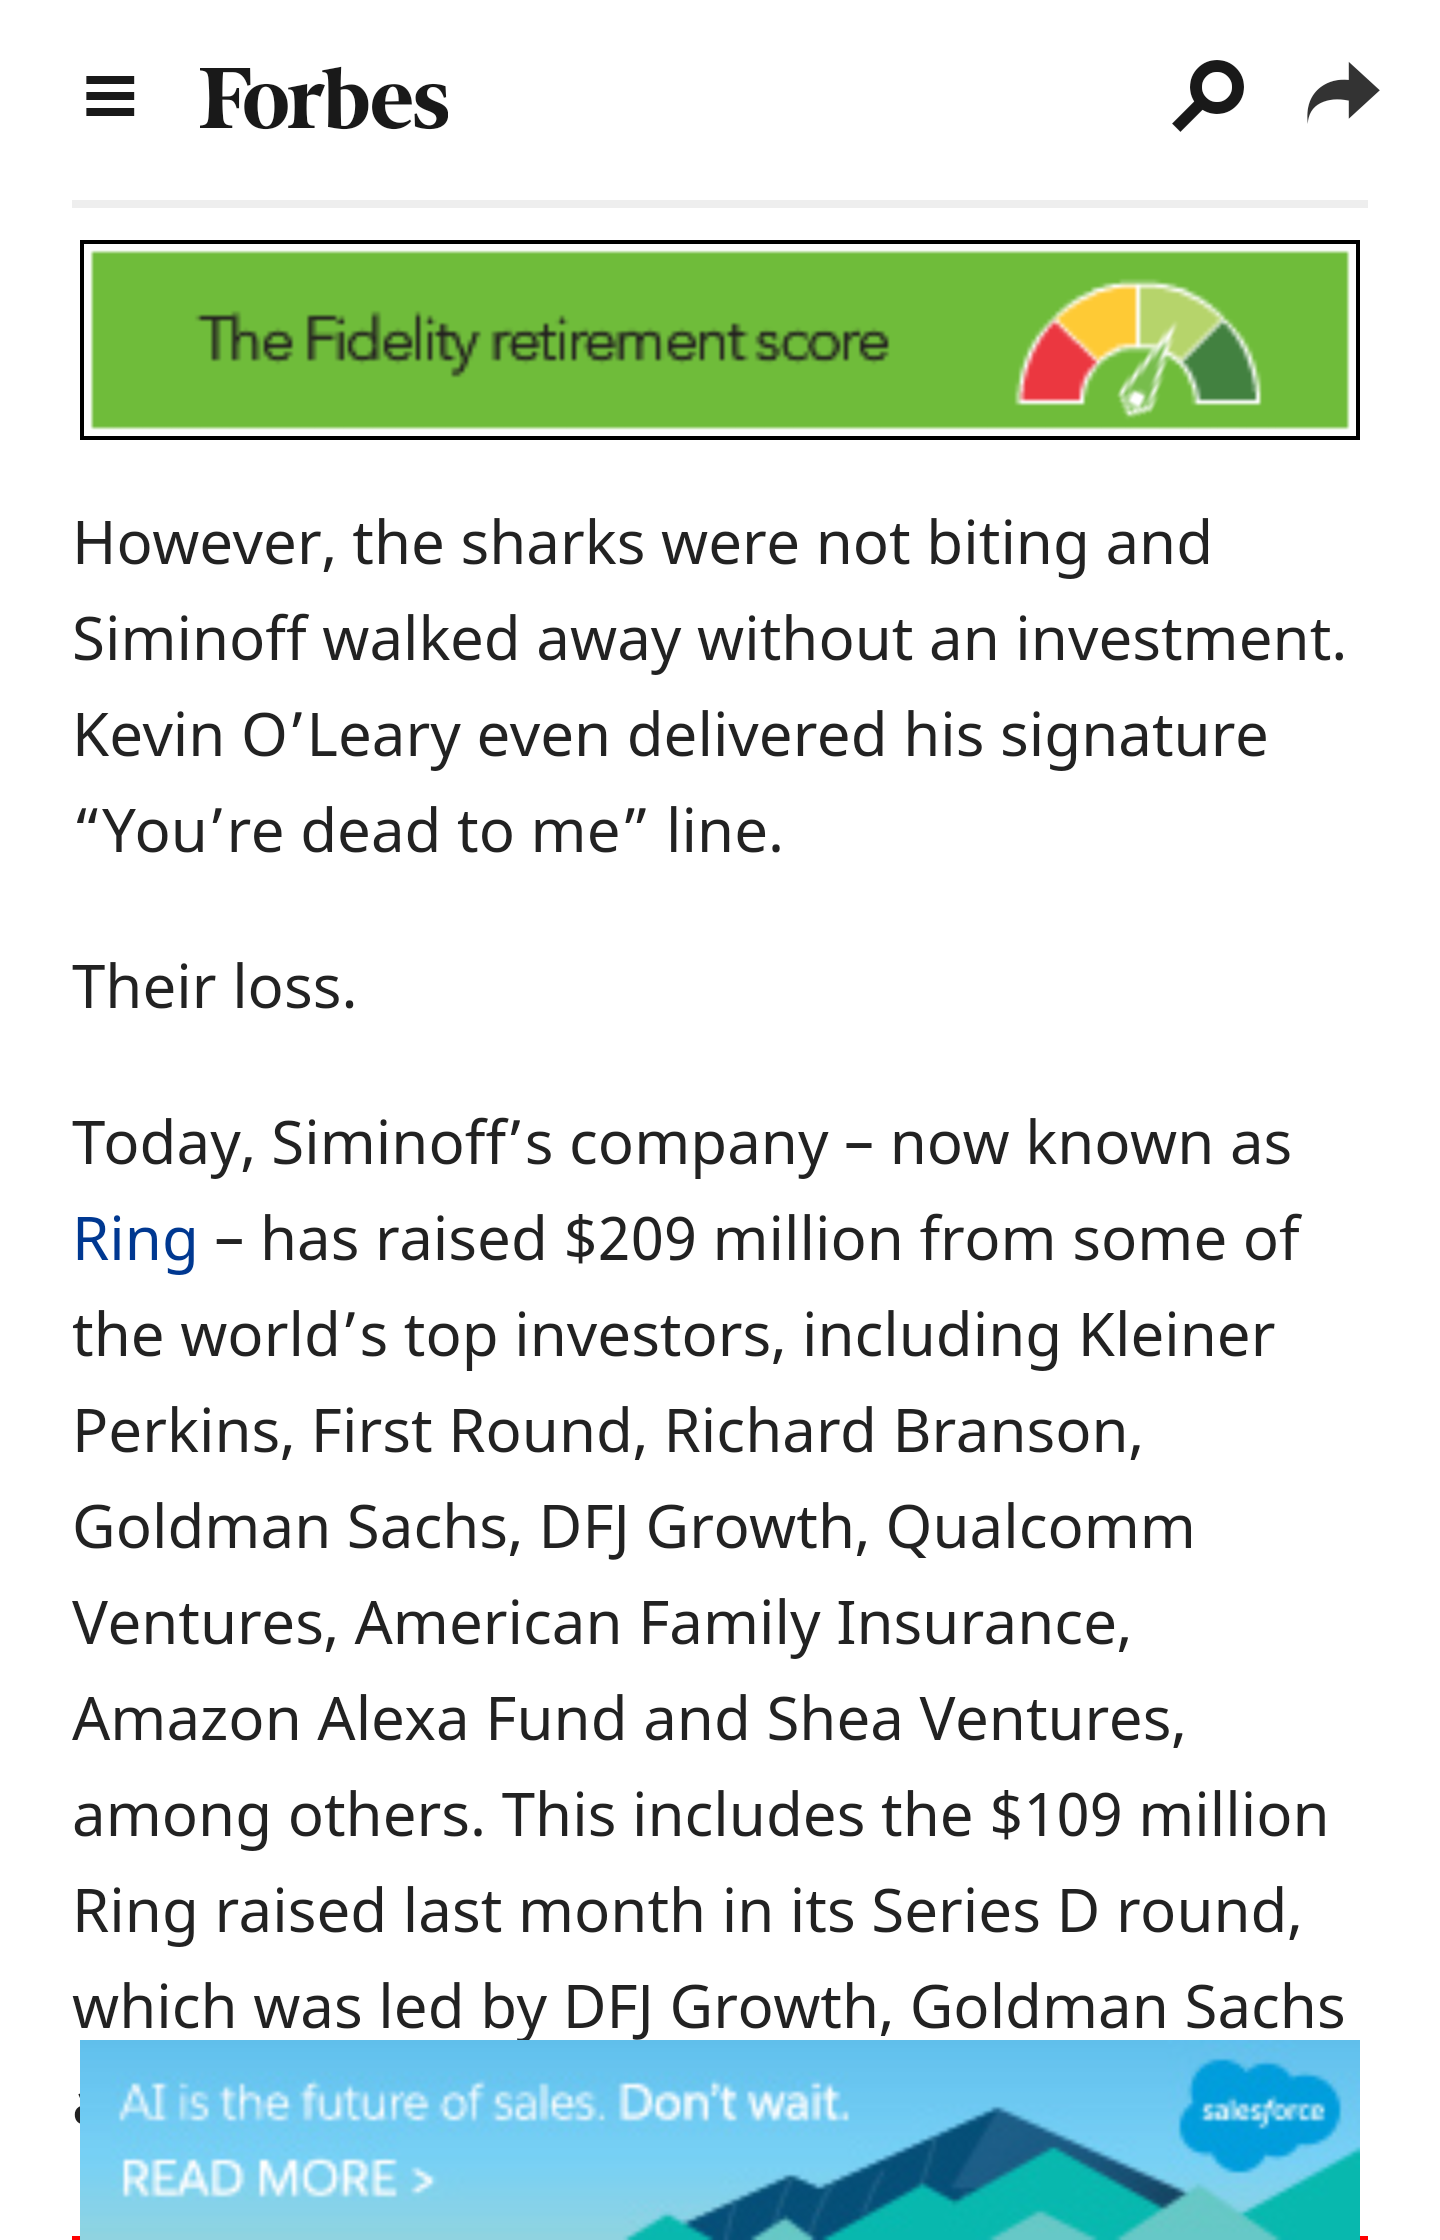 Forbes
The Fidelity retirement score
However, the sharks were not biting and
Siminoff walked away without an investment.
Kevin O’Leary even delivered his signature
“You’re dead to me” line.
Their loss.
Today, Siminoff’s company – now known as
Ring – has raised $209 million from some of
the world’s top investors, including Kleiner
Perkins, First Round, Richard Branson,
Goldman Sachs, DFJ Growth, Qualcomm
Ventures, American Family Insurance,
Amazon Alexa Fund and Shea Ventures,
among others. This includes the $109 million
Ring raised last month in its Series D round,
which was led by DFJ Growth, Goldman Sachs
AI is the future of sales. Don't wait.
salesforce
READ MORE >